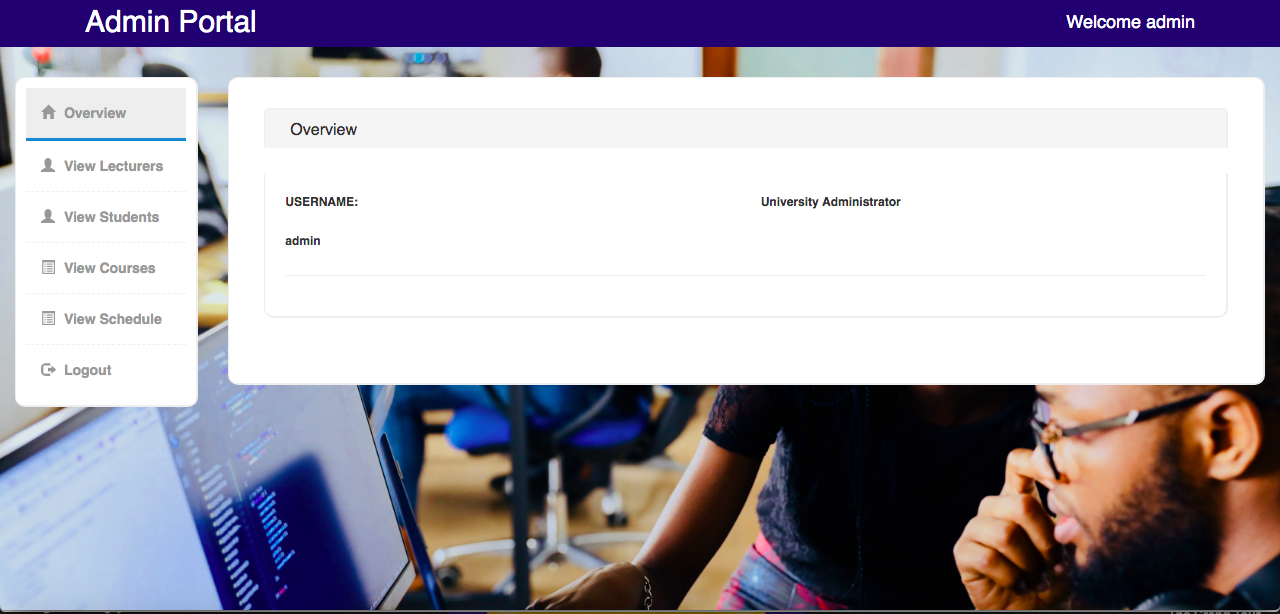 Admin Portal
Welcome admin
Overview
View Lecturers
View Students
View Courses
View Schedule
Logout
Overview
USERNAME:
University Administrator
admin